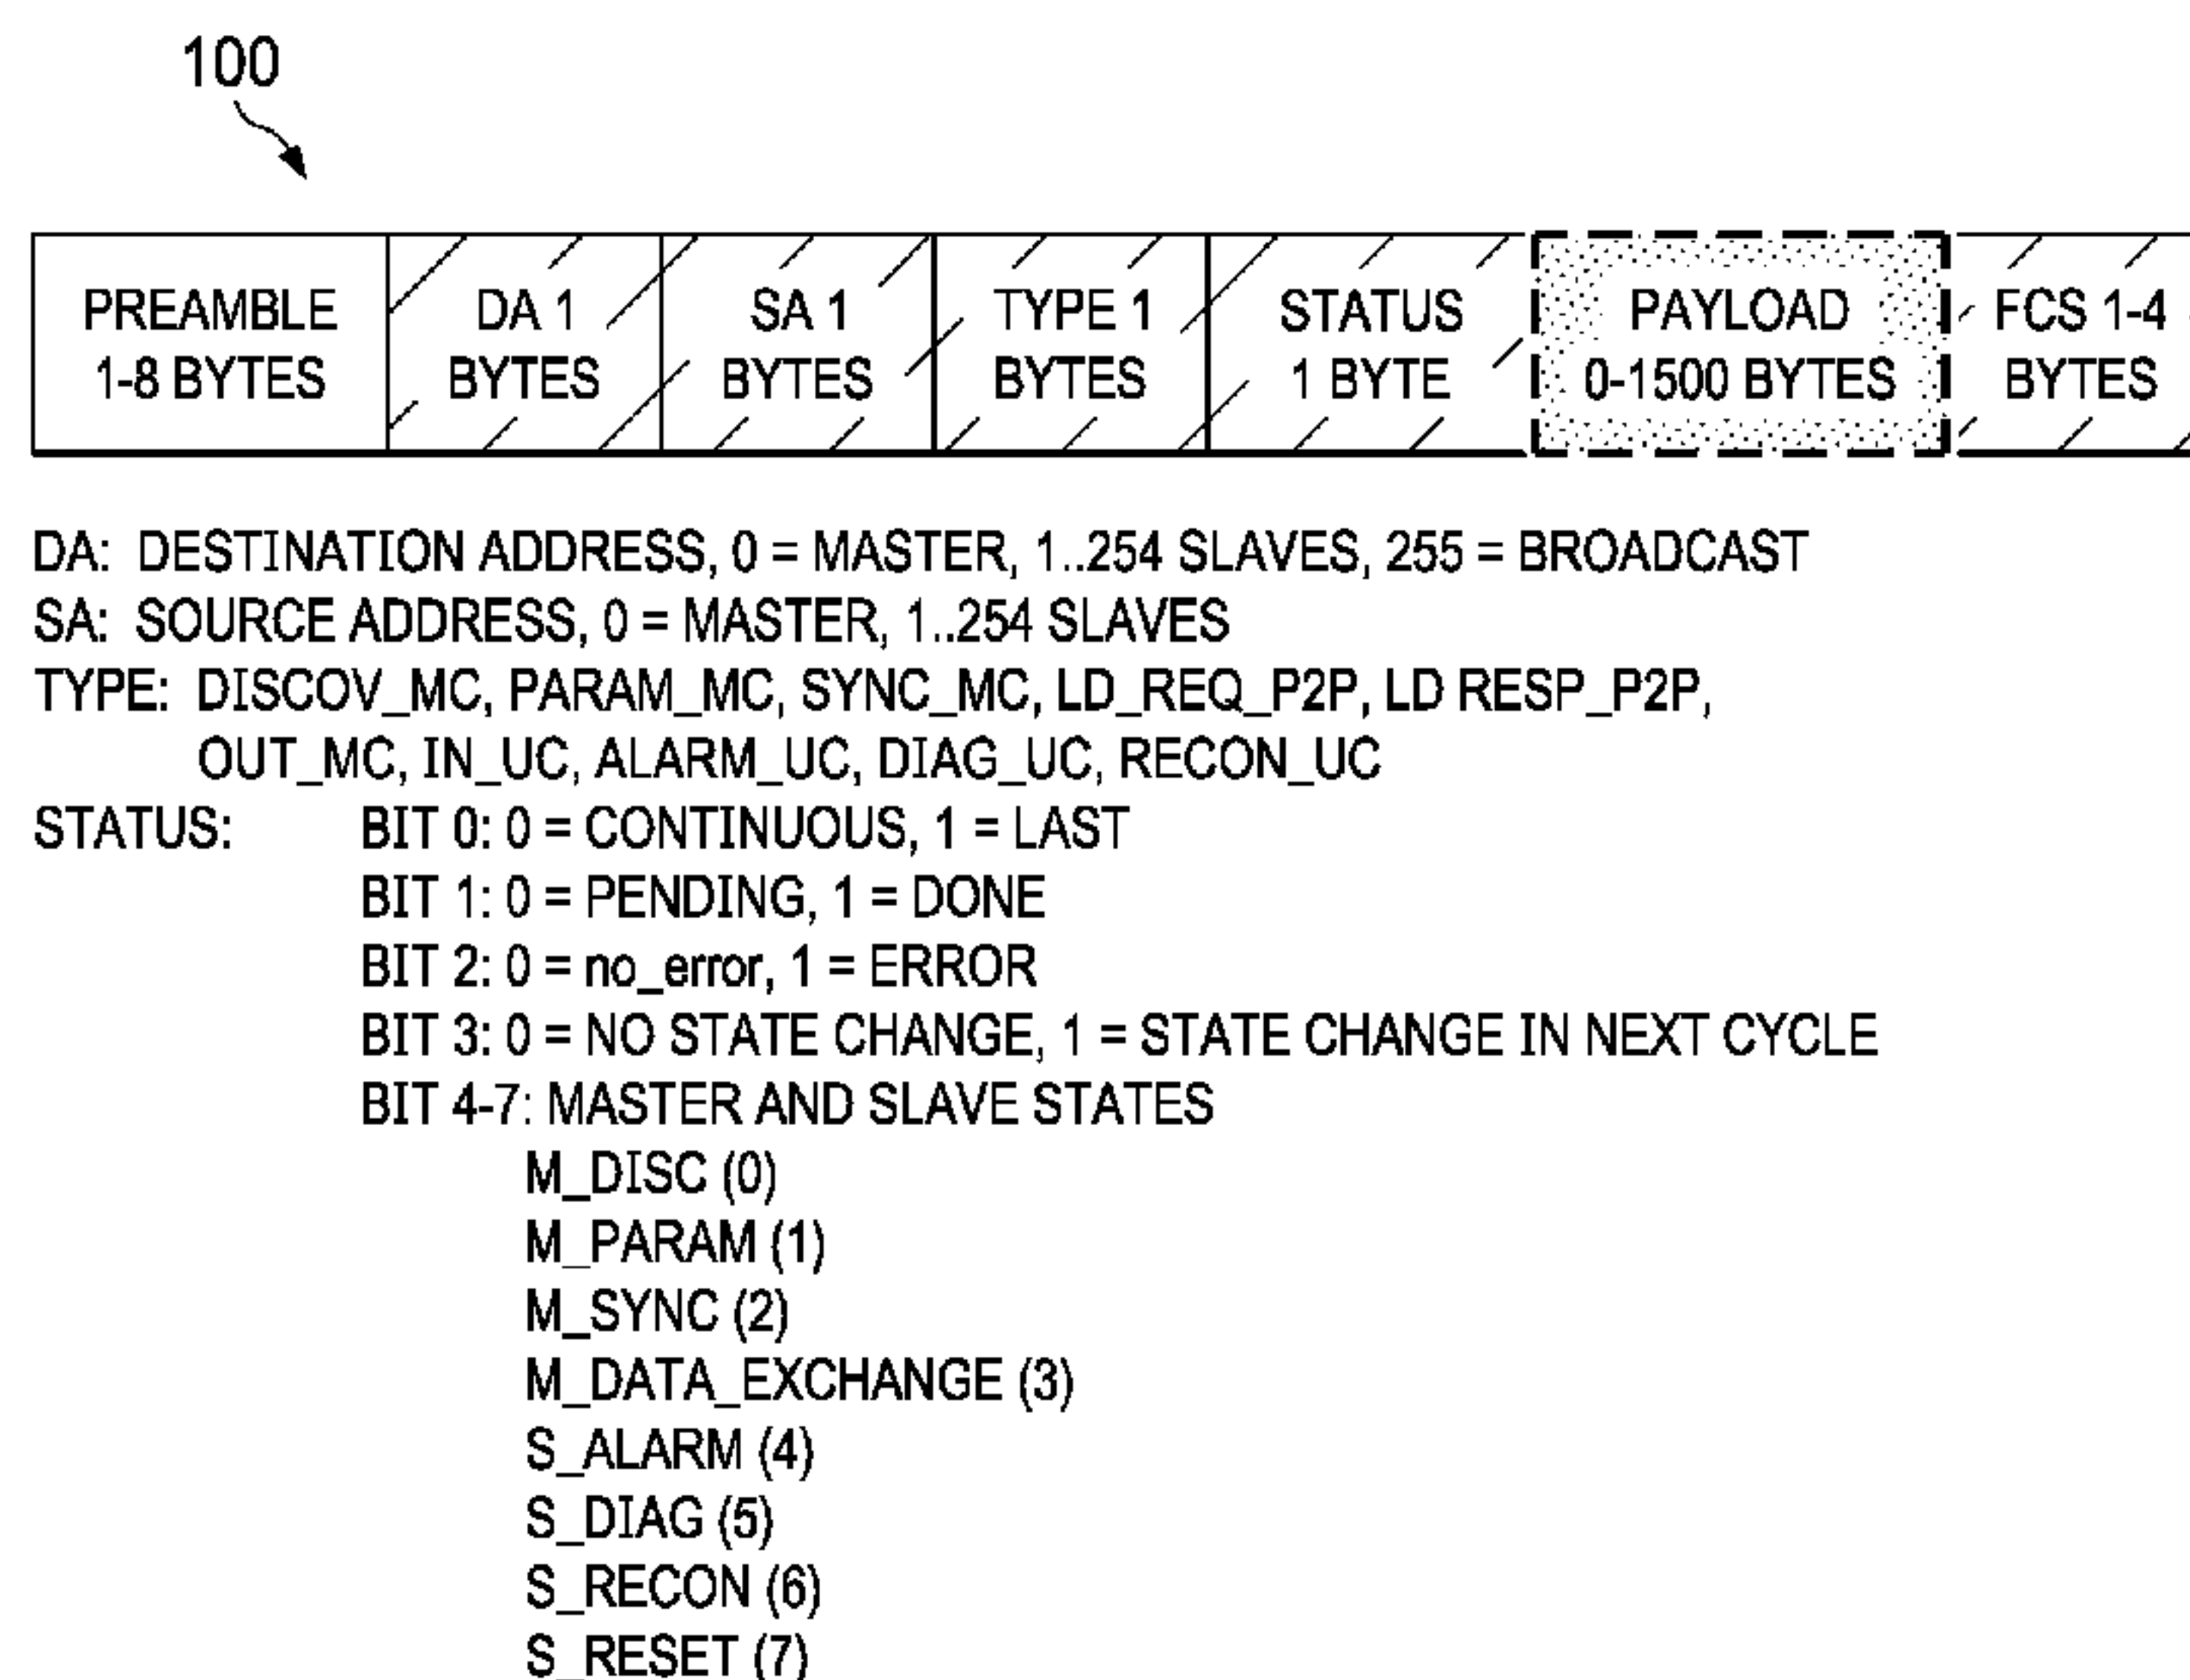 100
PREAMBLE 1-8 BYTES
DA 1 BYTES
SA 1 BYTES
TYPE 1 BYTES
STATUS 1 BYTE
PAYLOAD 0-1500 BYTES
FCS 1-4 BYTES
DA: DESTINATION ADDRESS, 0 = MASTER, 1..254 SLAVES, 255 = BROADCAST
SA: SOURCE ADDRESS, 0 = MASTER, 1..254 SLAVES
TYPE: DISCOV_MC, PARAM_MC, SYNC_MC, LD_REQ_P2P, LD RESP_P2P,
OUT_MC, IN_UC, ALARM_UC, DIAG_UC, RECON_UC
STATUS: BIT 0: 0 = CONTINUOUS, 1 = LAST
BIT 1: 0 = PENDING, 1 = DONE
BIT 2: 0 = no_error, 1 = ERROR
BIT 3: 0 = NO STATE CHANGE, 1 = STATE CHANGE IN NEXT CYCLE
BIT 4-7: MASTER AND SLAVE STATES
M_DISC (0)
M_PARAM (1)
M_SYNC (2)
M_DATA_EXCHANGE (3)
S_ALARM (4)
S_DIAG (5)
S_RECON (6)
S_RESET (7)